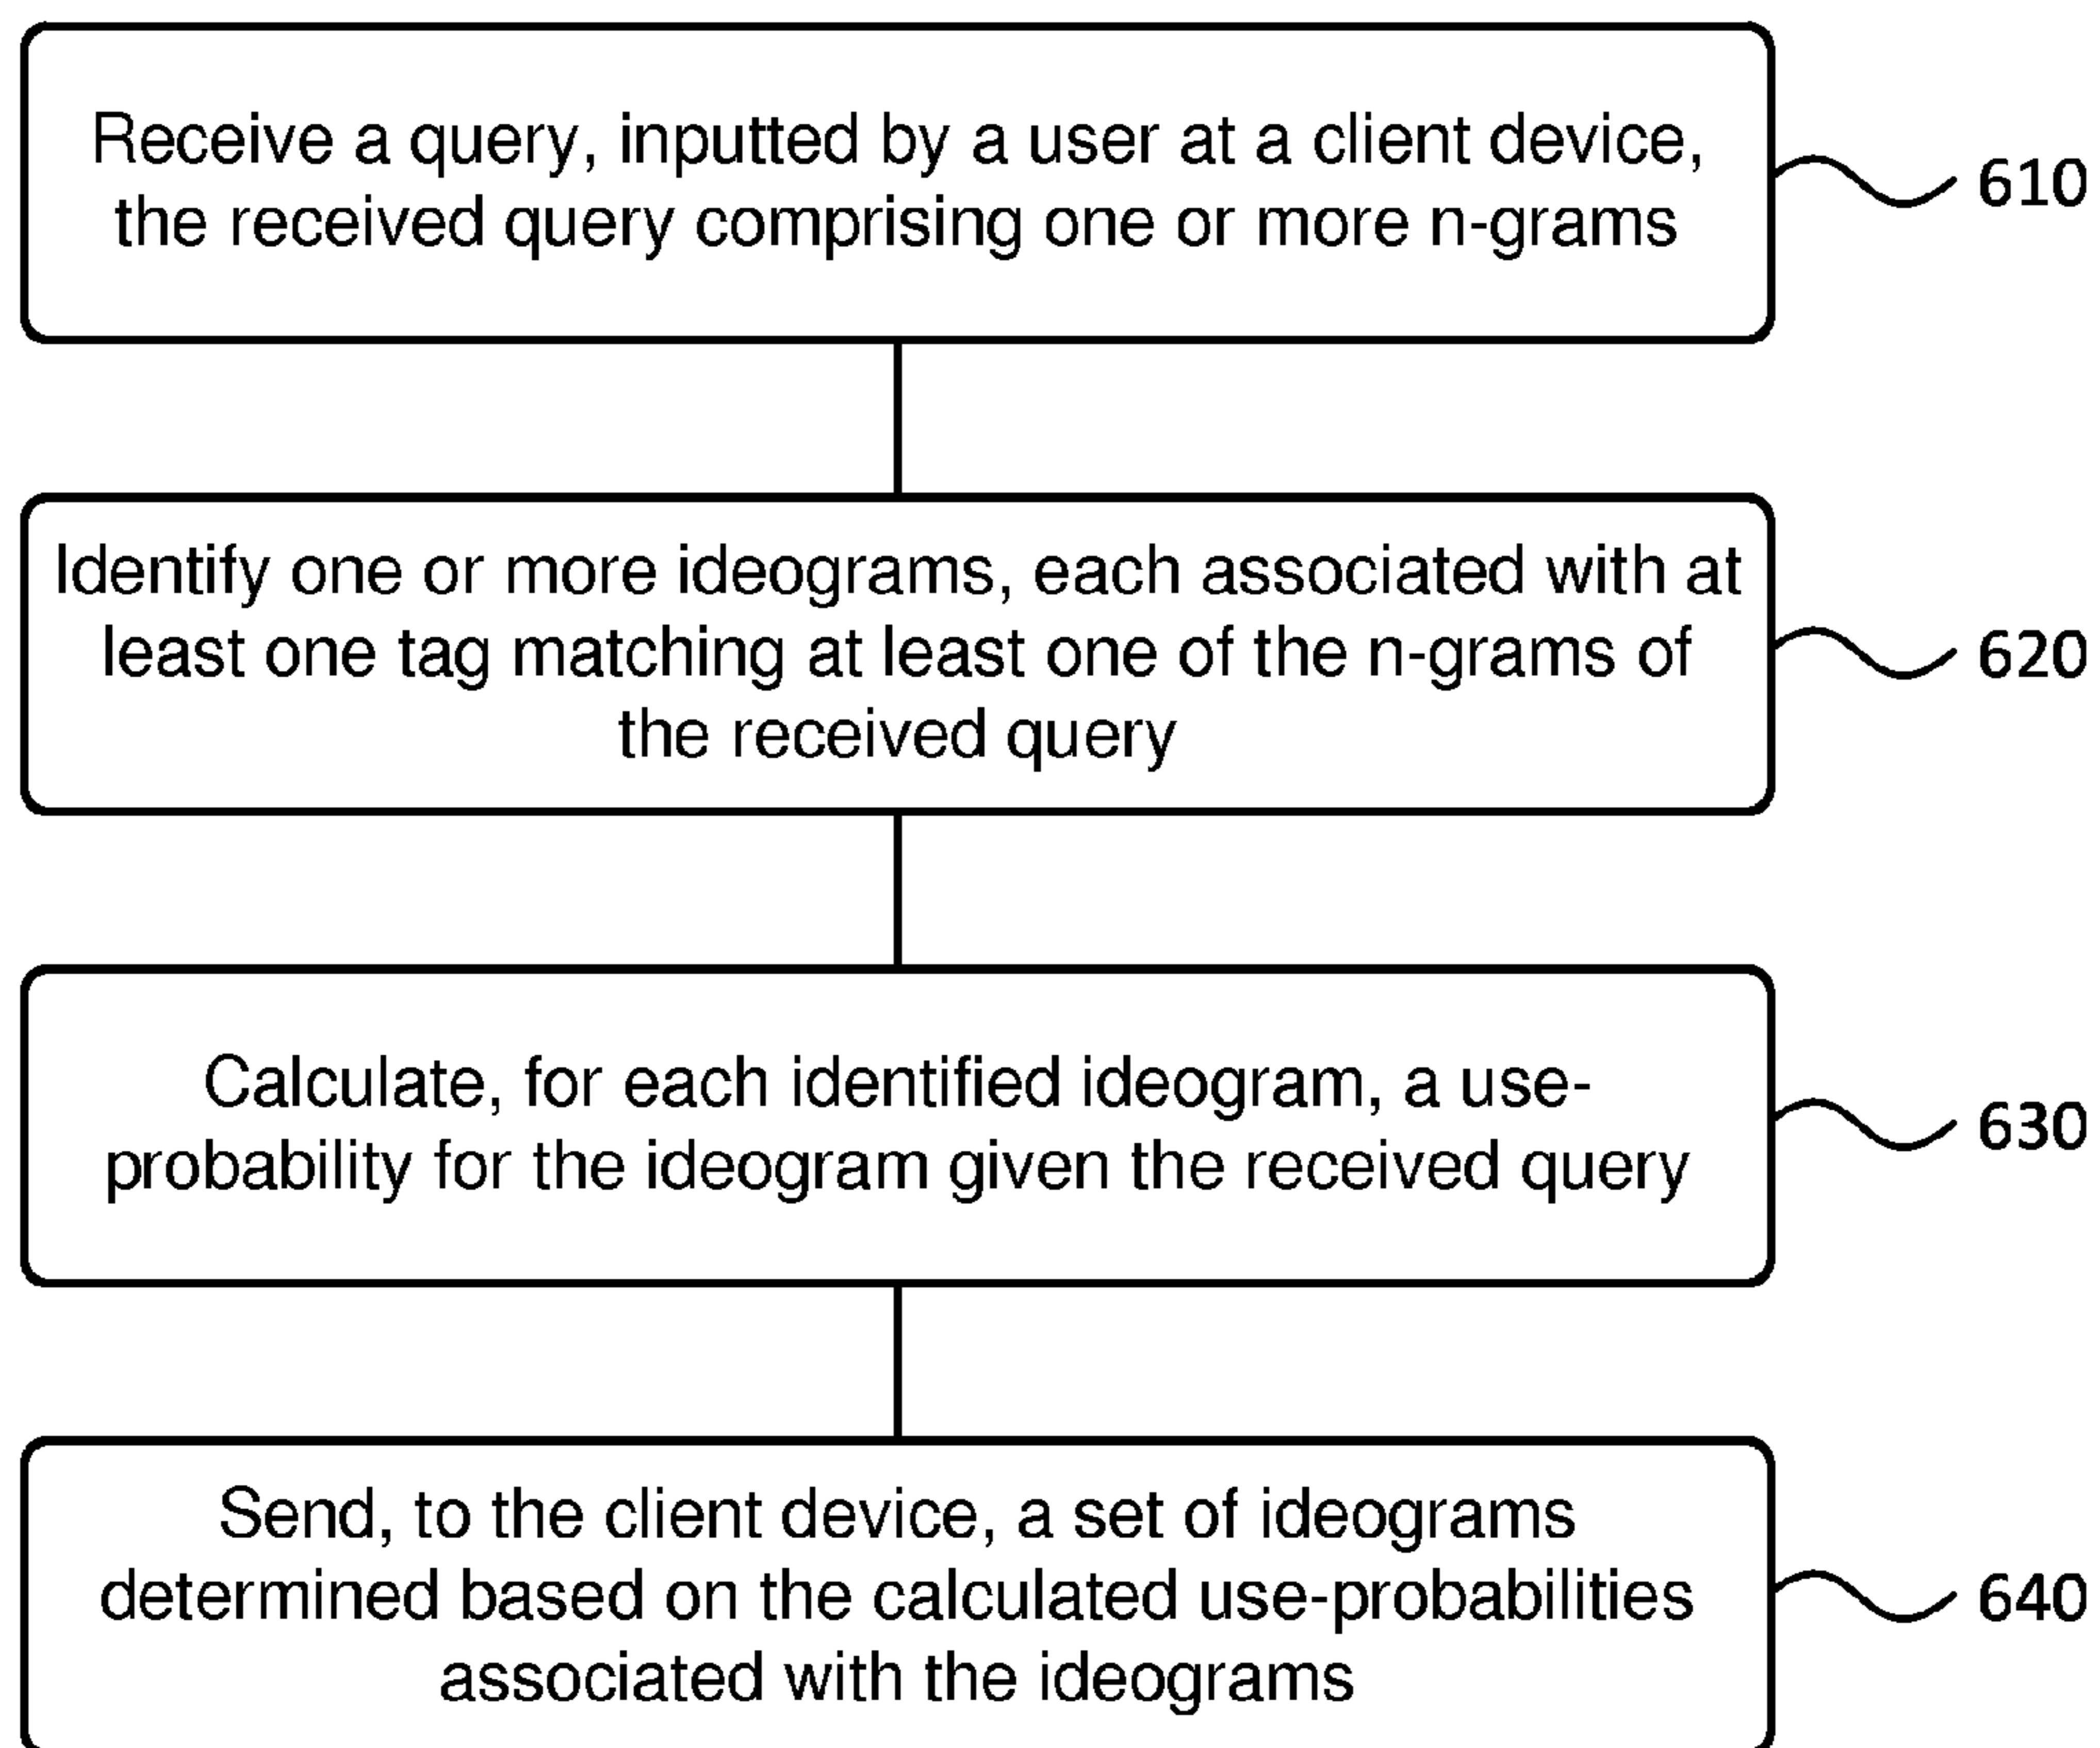 Receive a query, inputted by a user at a client device,
the received query comprising one or more n-grams
610
Identify one or more ideograms, each associated with at
least one tag matching at least one of the n-grams of
the received query
620
Calculate, for each identified ideogram, a use-
probability for the ideogram given the received query
630
Send, to the client device, a set of ideograms
determined based on the calculated use-probabilities
associated with the ideograms
640